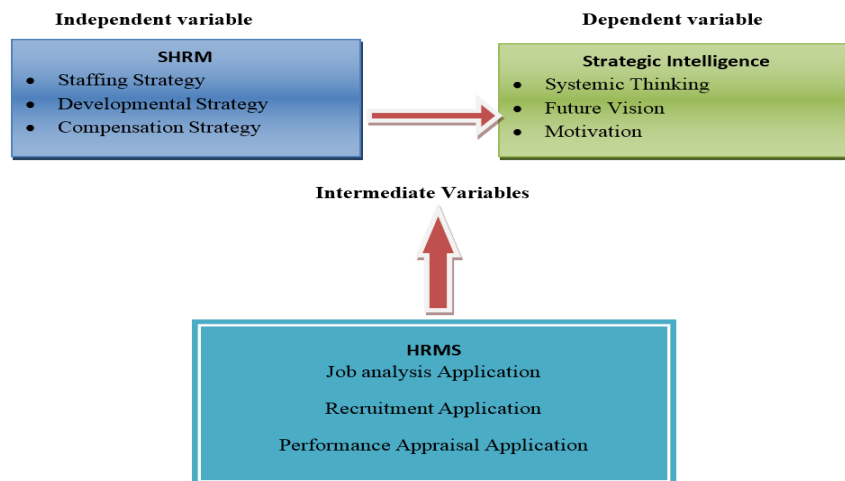 Independent variable
Dependent variable
SHRM
• Staffing Strategy
• Developmental Strategy
• Compensation Strategy
Strategic Intelligence
• Systemic Thinking
• Future Vision
• Motivation
Intermediate Variables
HRMS
Job analysis Application
Recruitment Application
Performance Appraisal Application